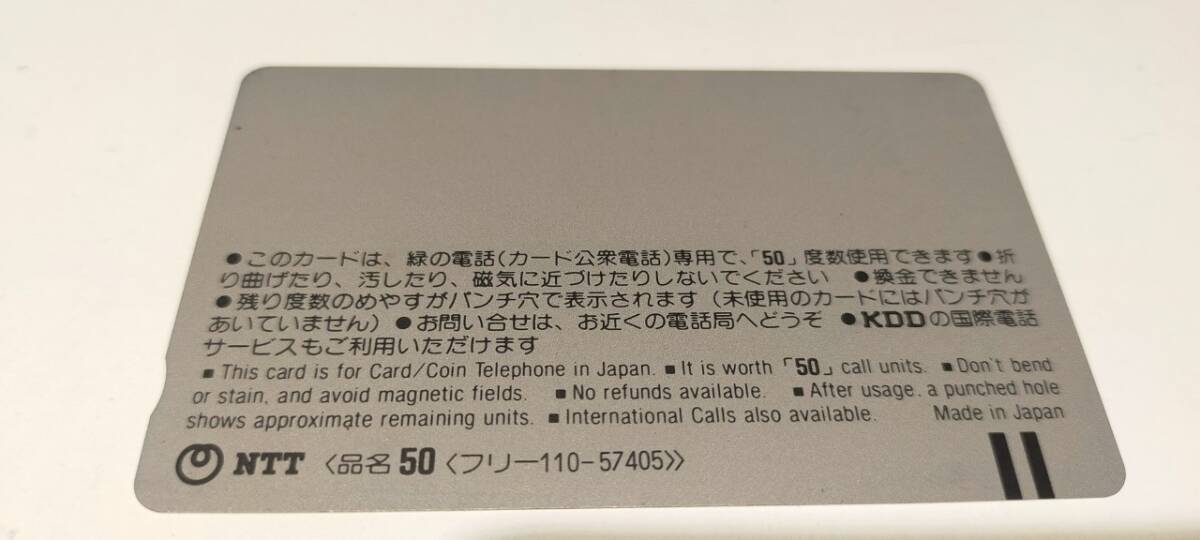 ●このカードは、緑の電話(カード公衆電話)専用で、「50」度数使用できます●折
り曲げたり、汚したり、磁気に近づけたりしないでください ●換金できません
●残り度数のめやすがパンチ穴で表示されます(未使用のカードにはパンチ穴が
あいていません)●お問い合せは、お近くの電話局へどうぞ ●KDDの国際電話
サービスもご利用いただけます
■ This card is for Card/Coin Telephone in Japan. ■ It is worth「50」call units. ■ Don't bend
or stain, and avoid magnetic fields. ■ No refunds available. ■ After usage, a punched hole
shows approximate remaining units. ■ International Calls also available. Made in Japan
NTT 〈品名 50〈フリー110-57405〉〉